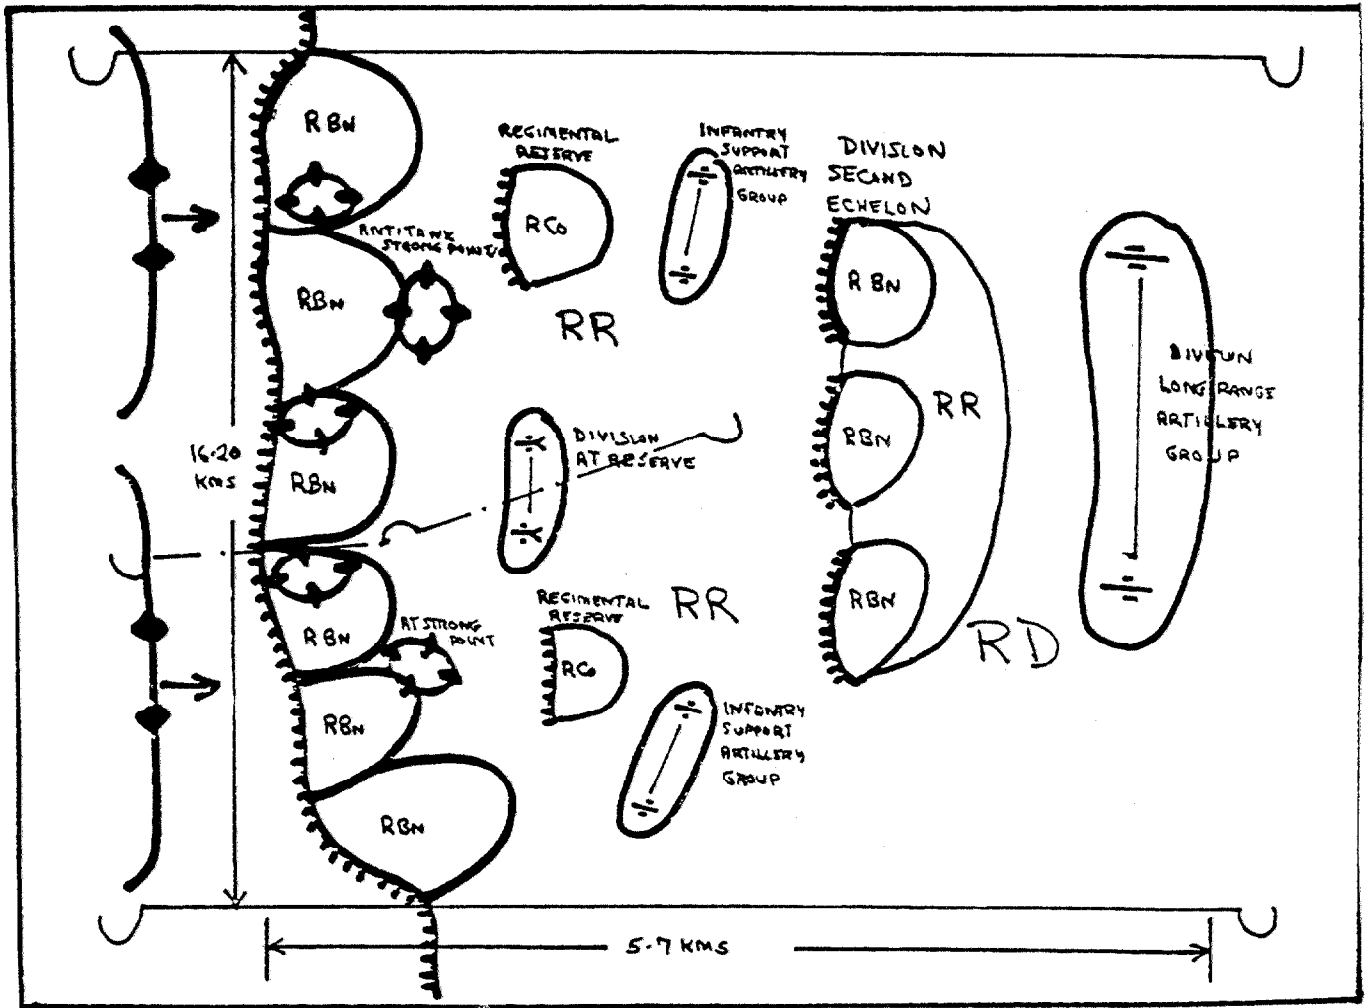 RBN
REGIMENTAL
RESERVE
RCo
INFANTRY
SUPPORT
ARTILLERY
GROUP
DIVISION
SECOND
ECHELON
ANTITANK
STRONG POINT
RBN
RR
RBN
RR
DIVISION
LONG RANGE
ARTILLERY
GROUP
16-20
KMS
RBN
DIVISION
AT RESERVE
RBN
RBN
AT STRONG
POINT
REGIMENTAL
RESERVE
RCo
RR
RBN
RD
RBN
INFANTRY
SUPPORT
ARTILLERY
GROUP
RBN
5-7 KMS